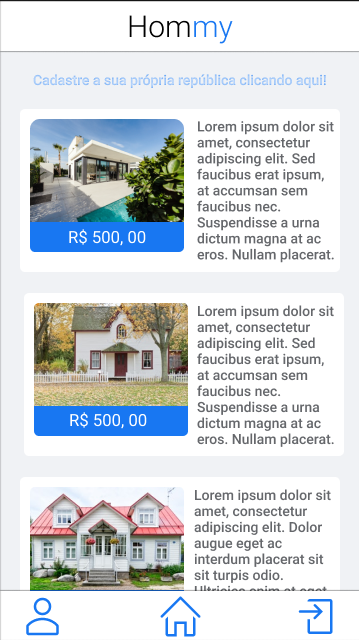 Hommy
Cadastre a sua própria república clicando aqui!
Lorem ipsum dolor sit
amet, consectetur
adipiscing elit. Sed
faucibus erat ipsum,
at accumsan sem
faucibus nec.
Suspendisse a urna
dictum magna at ac
eros. Nullam placerat.
R$ 500, 00
Lorem ipsum dolor sit
amet, consectetur
adipiscing elit. Sed
faucibus erat ipsum,
at accumsan sem
faucibus nec.
Suspendisse a urna
dictum magna at ac
eros. Nullam placerat.
R$ 500, 00
Lorem ipsum dolor sit
amet, consectetur
adipiscing elit. Dolor
augue eget ac
interdum placerat sit
sit turpis odio.